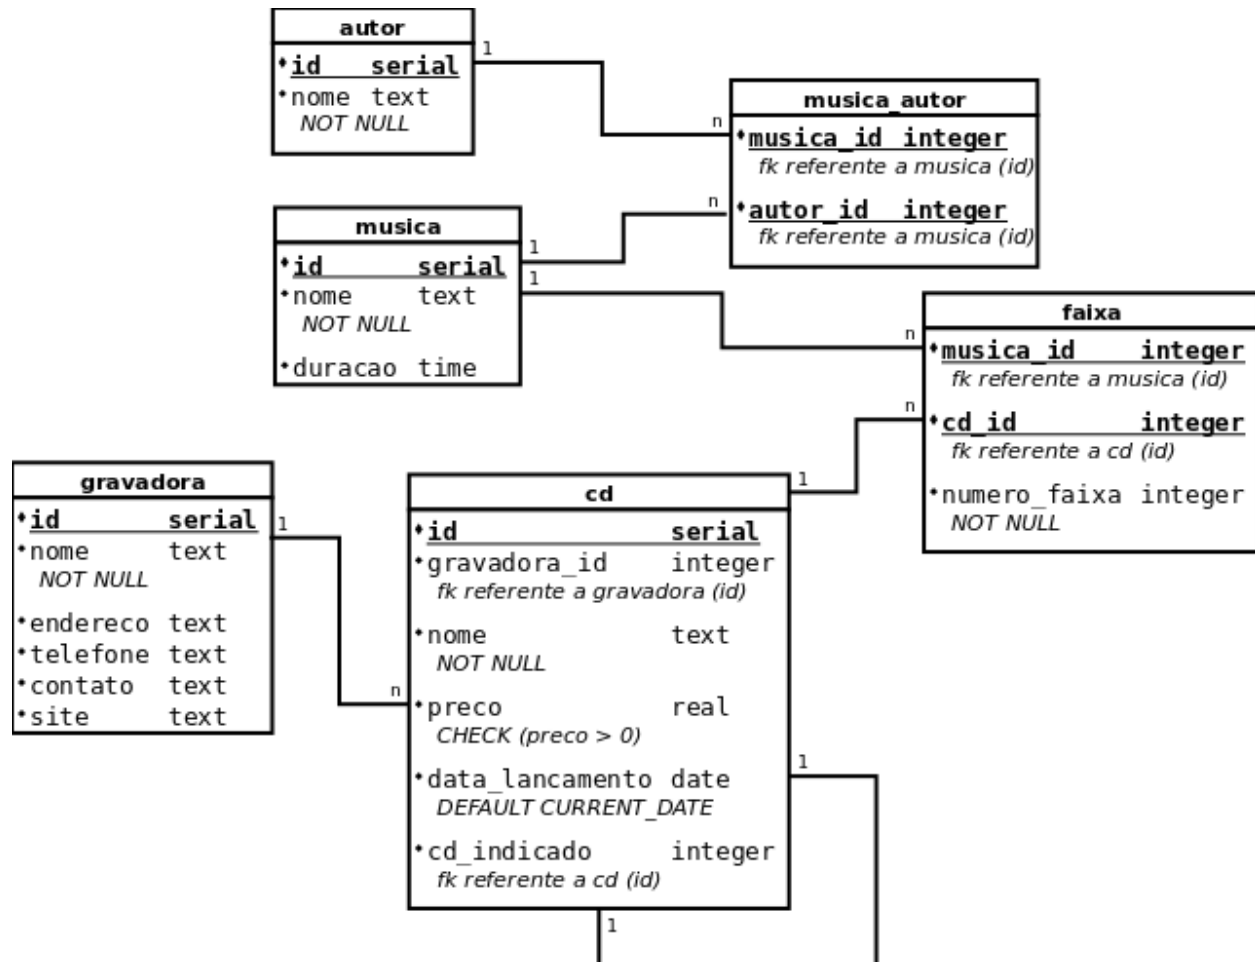 autor
id serial
nome text
NOT NULL
1
n
musica_autor
musica_id integer
fk referente a musica (id)
autor_id integer
fk referente a musica (id)
n
musica
id serial
nome text
NOT NULL
duracao time
1
1
n
faixa
musica_id integer
fk referente a musica (id)
cd_id integer
fk referente a cd (id)
numero_faixa integer
NOT NULL
n
gravadora
id serial
nome text
NOT NULL
endereco text
telefone text
contato text
site text
1
n
cd
id serial
gravadora_id integer
fk referente a gravadora (id)
nome text
NOT NULL
preco real
CHECK (preco > 0)
data_lancamento date
DEFAULT CURRENT_DATE
cd_indicado integer
fk referente a cd (id)
1
1
1